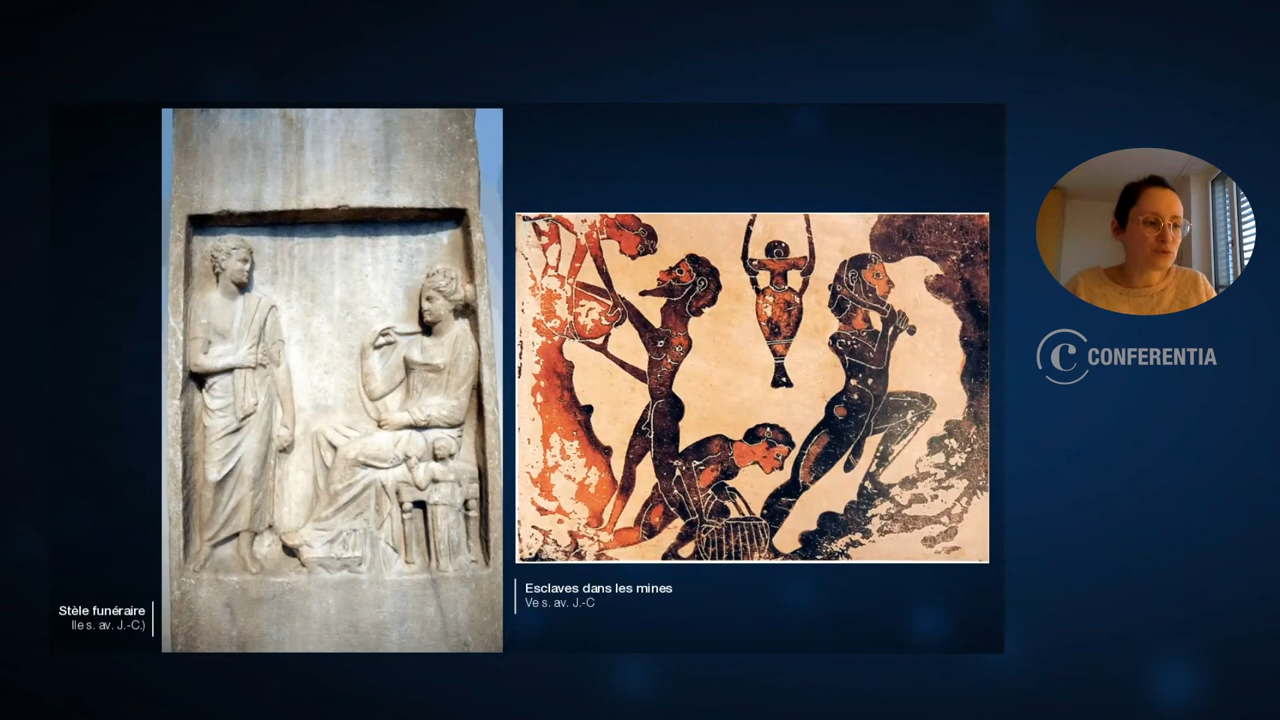 Stèle funéraire
IIe s. av. J.-C.)
Esclaves dans les mines
Ve s. av. J.-C
C CONFERENTIA